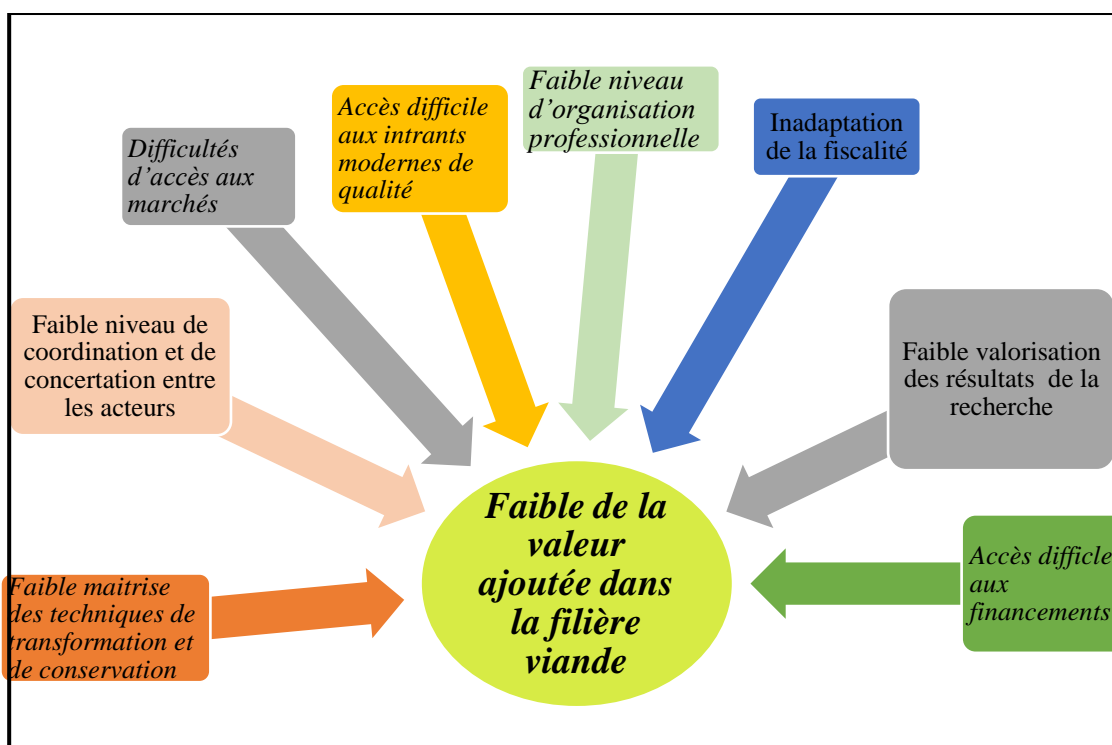 Faible niveau
d’organisation
professionnelle
Accès difficile
aux intrants
modernes de
qualité
Inadaptation
de la fiscalité
Difficultés
d’accès aux
marchés
Faible niveau de
coordination et de
concertation entre
les acteurs
Faible valorisation
des résultats de la
recherche
Faible de la
valeur
ajoutée dans
la filière
viande
Accès difficle
aux
financements
Faible maitrise
des techniques de
transformation et
de conservation